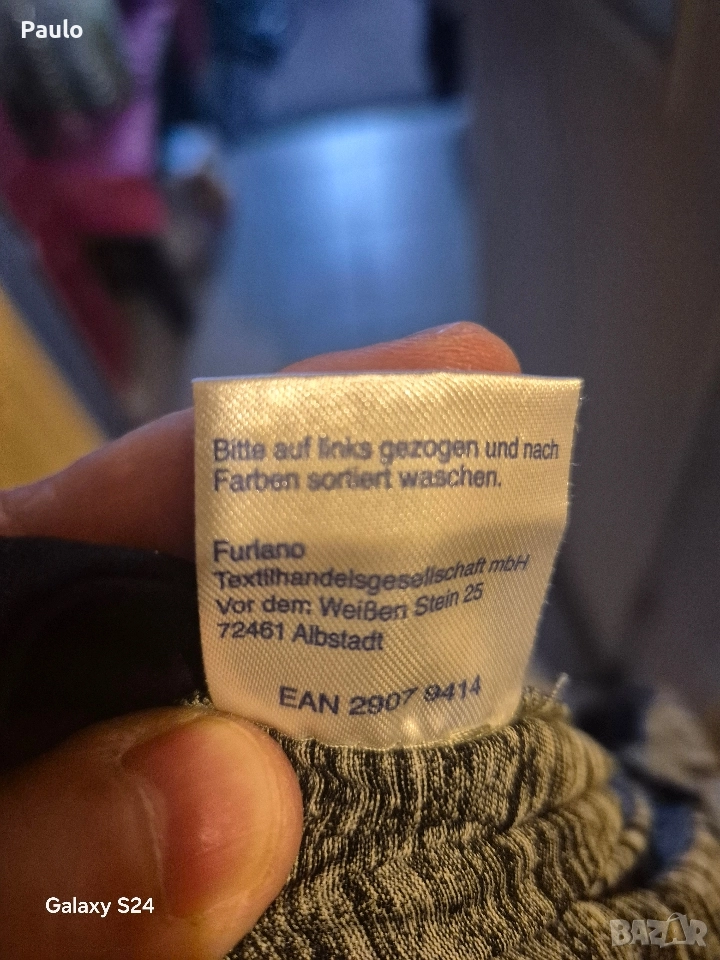 Paulo
Bitte auf links gezogen und nach
Farben sortiert waschen.
Furlano
Textilhandelsgesellschaft mbH
Vor dem Weißen Stein 25
72461 Albstadt
EAN 2907 9414
Galaxy S24
BAZAR